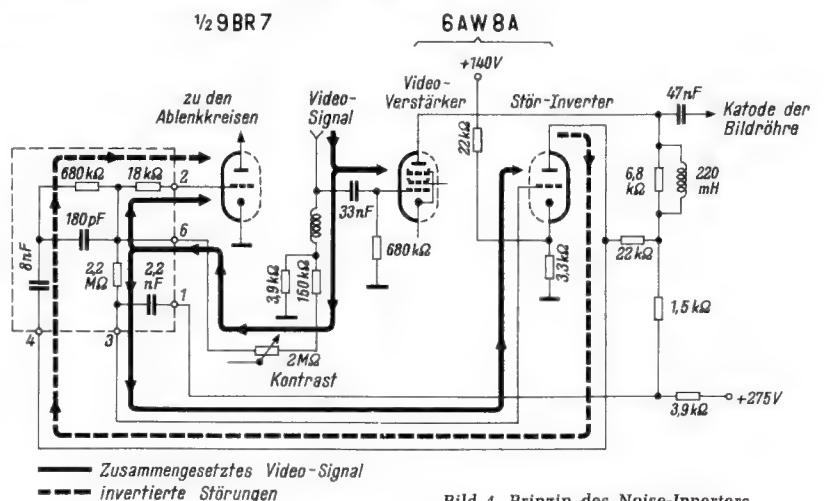 ½9BR7
6AW8A
+140V
zu den
Ablenkkreisen
Video-
Signal
Video-
Verstärker
Stör-Inverter
47nF
Katode der
Bildröhre
680kΩ
18kΩ
2
22kΩ
6,8
kΩ
220
mH
180pF
6
33nF
680kΩ
8nF
2,2
MΩ
2,2
nF
1
3,9kΩ
150kΩ
3,3kΩ
22kΩ
1,5kΩ
4
3
2MΩ
Kontrast
3,9kΩ
+275V
Zusammengesetztes Video-Signal
invertierte Störungen
Bild 4. Prinzip des Noise-Inverters